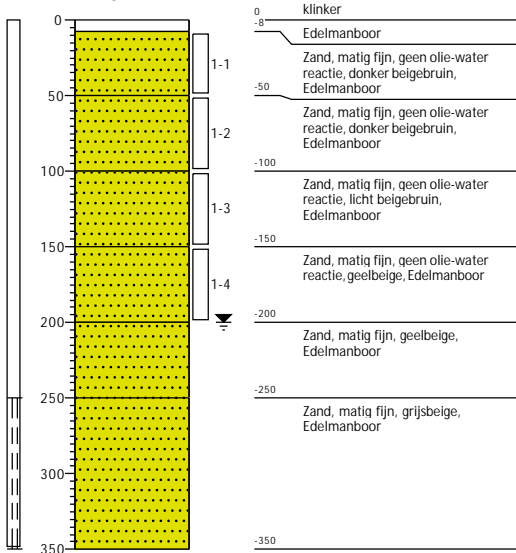 0
50
100
150
200
250
300
350
1-1
1-2
1-3
1-4
0
klinker
-8
Edelmanboor
Zand, matig fijn, geen olie-water
reactie, donker beigebruin,
Edelmanboor
-50
Zand, matig fijn, geen olie-water
reactie, donker beigebruin,
Edelmanboor
-100
Zand, matig fijn, geen olie-water
reactie, licht beigebruin,
Edelmanboor
-150
Zand, matig fijn, geen olie-water
reactie, geelbeige, Edelmanboor
-200
Zand, matig fijn, geelbeige,
Edelmanboor
-250
Zand, matig fijn, grijsbeige,
Edelmanboor
-350